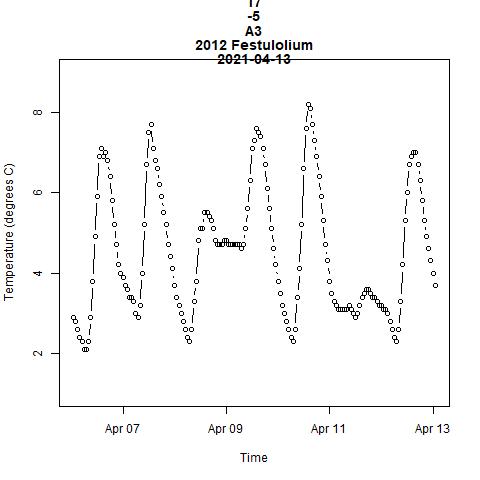 17
-5
A3
2012 Festulolium
2021-04-13
Temperature (degrees C)
8
6
4
2
Apr 07
Apr 09
Apr 11
Apr 13
Time